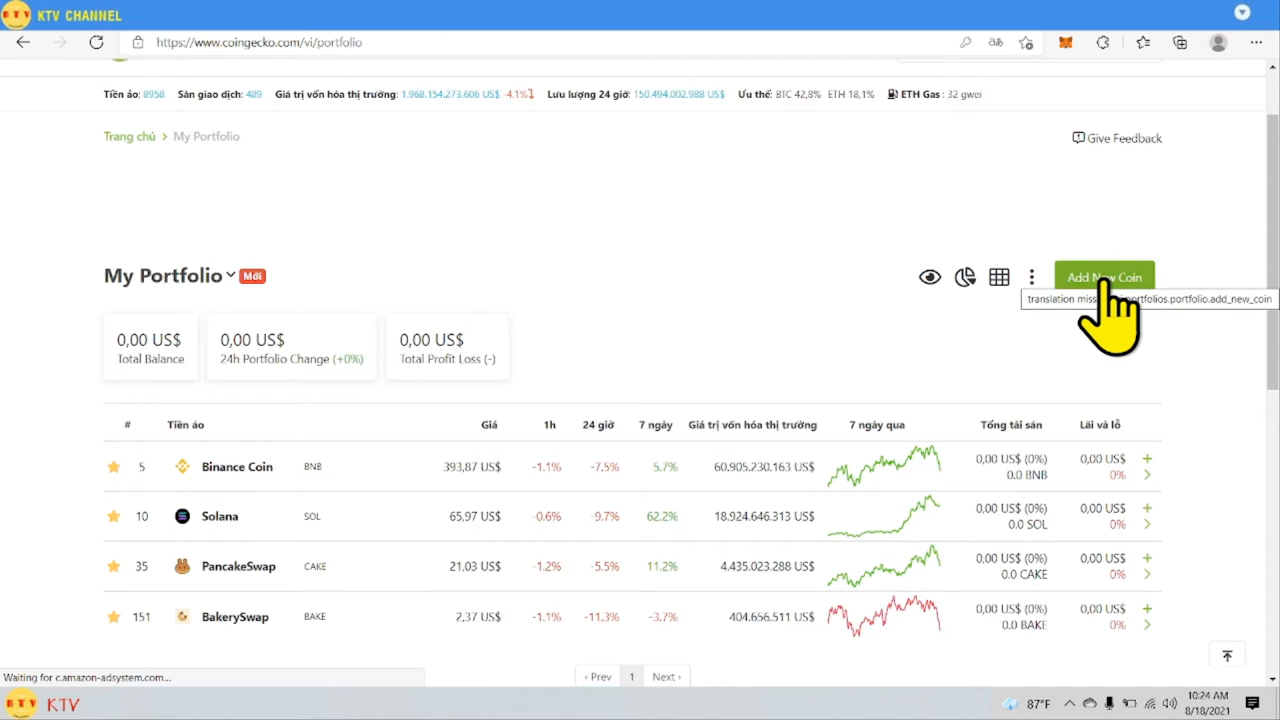 KTV CHANNEL
https://www.coingecko.com/vi/portfolio
Tiền ảo: 8958 Sàn giao dịch: 489 Giá trị vốn hóa thị trường: 1.968.154.273.606 US$ -4.1% Lưu lượng 24 giờ: 150.494.002.988 US$ Ưu thế: BTC 42,8% ETH 18,1% ETH Gas : 32 gwei
Trang chủ > My Portfolio
Give Feedback
My Portfolio Mới
Add New Coin
portfolios.portfolio.add_new_coin
0,00 US$ 0,00 US$ 0,00 US$
Total Balance 24h Portfolio Change (+0%) Total Profit Loss (-)
# Tiền ảo Giá 1h 24 giờ 7 ngày Giá trị vốn hóa thị trường 7 ngày qua Tổng tài sản Lãi và lỗ
5 Binance Coin BNB 393,87 US$ -1.1% -7.5% 5.7% 60.905.230.163 US$ 0,00 US$ (0%) 0,00 US$ +
0.0 BNB 0% >
10 Solana SOL 65,97 US$ -0.6% -9.7% 62.2% 18.924.646.313 US$ 0,00 US$ (0%) 0,00 US$ +
0.0 SOL 0% >
35 PancakeSwap CAKE 21,03 US$ -1.2% -5.5% 11.2% 4.435.023.288 US$ 0,00 US$ (0%) 0,00 US$ +
0.0 CAKE 0% >
151 BakerySwap BAKE 2,37 US$ -1.1% -11.3% -3.7% 404.656.511 US$ 0,00 US$ (0%) 0,00 US$ +
0.0 BAKE 0% >
‹ Prev 1 Next ›
Waiting for c.amazon-adsystem.com...
KTV KTV
87°F
10:24 AM
8/18/2021